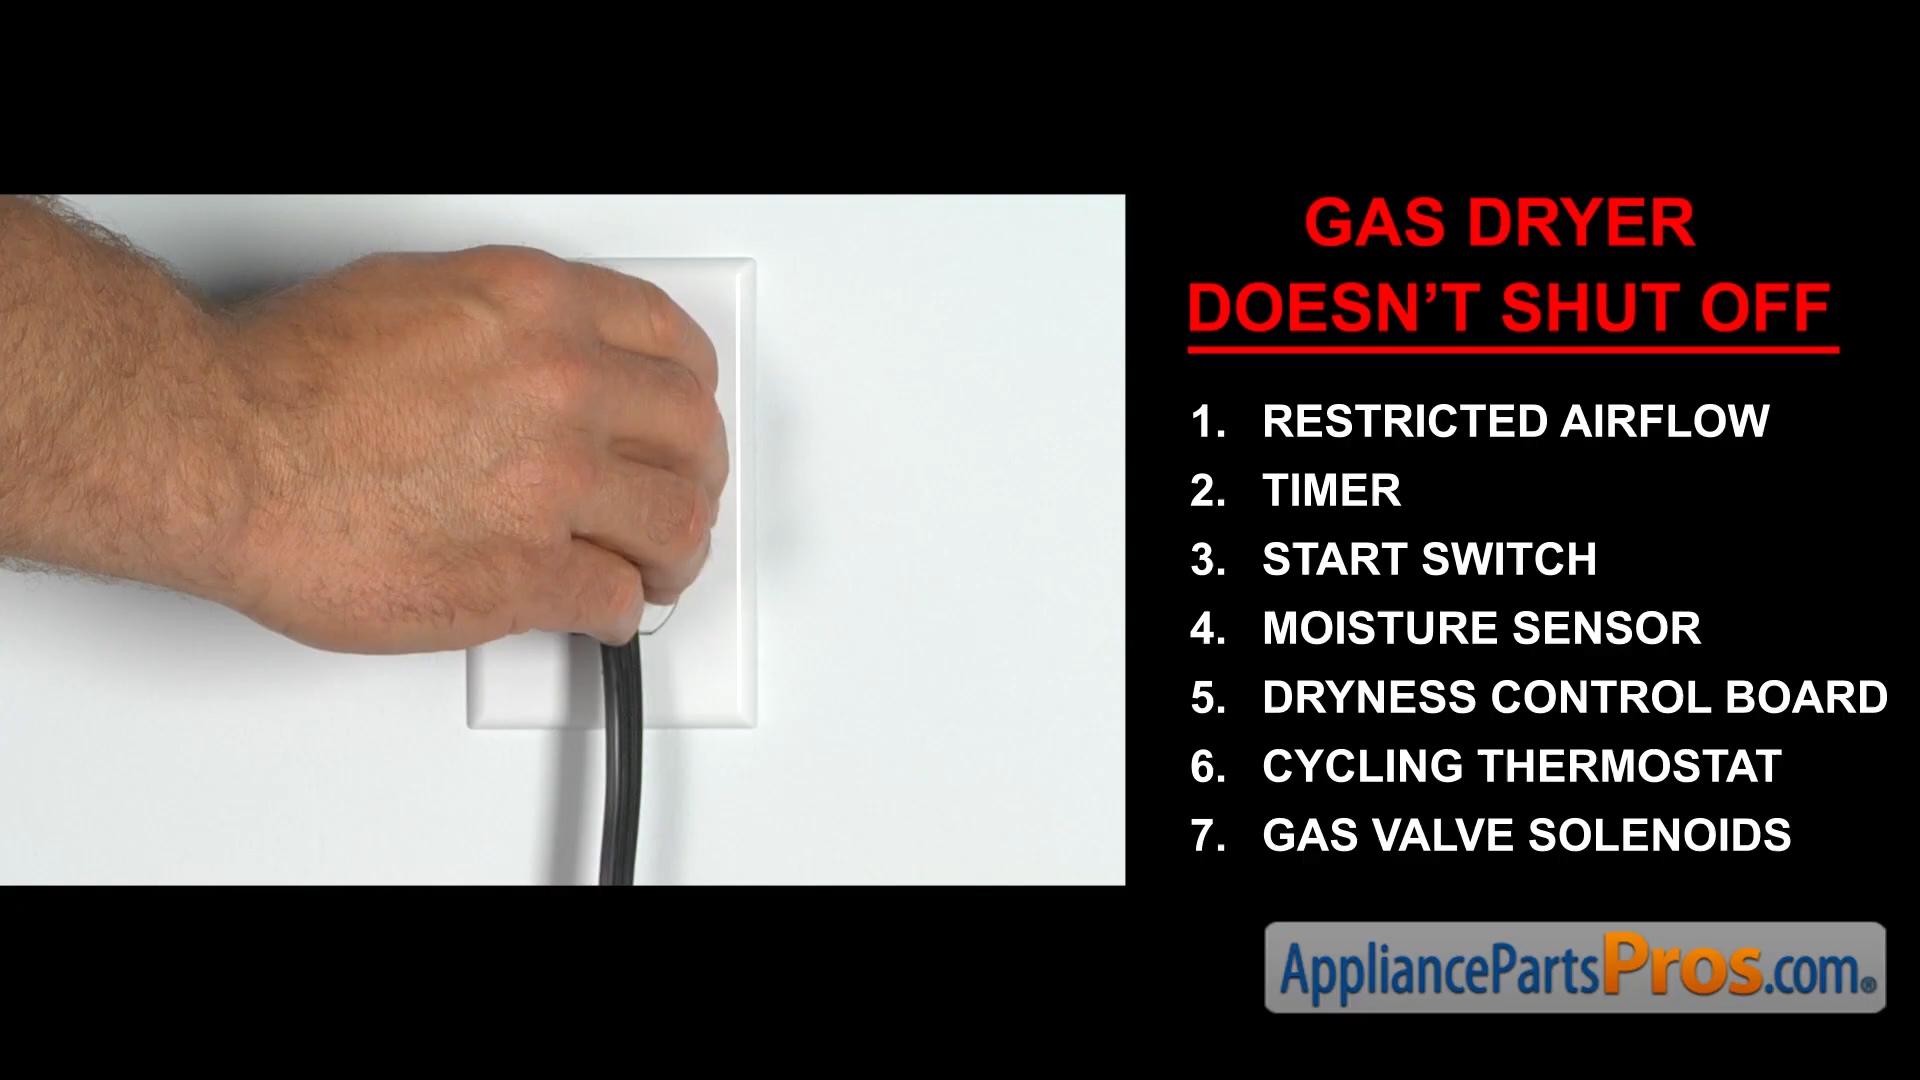 GAS DRYER
DOESN’T SHUT OFF
1. RESTRICTED AIRFLOW
2. TIMER
3. START SWITCH
4. MOISTURE SENSOR
5. DRYNESS CONTROL BOARD
6. CYCLING THERMOSTAT
7. GAS VALVE SOLENOIDS
AppliancePartsPros.com®